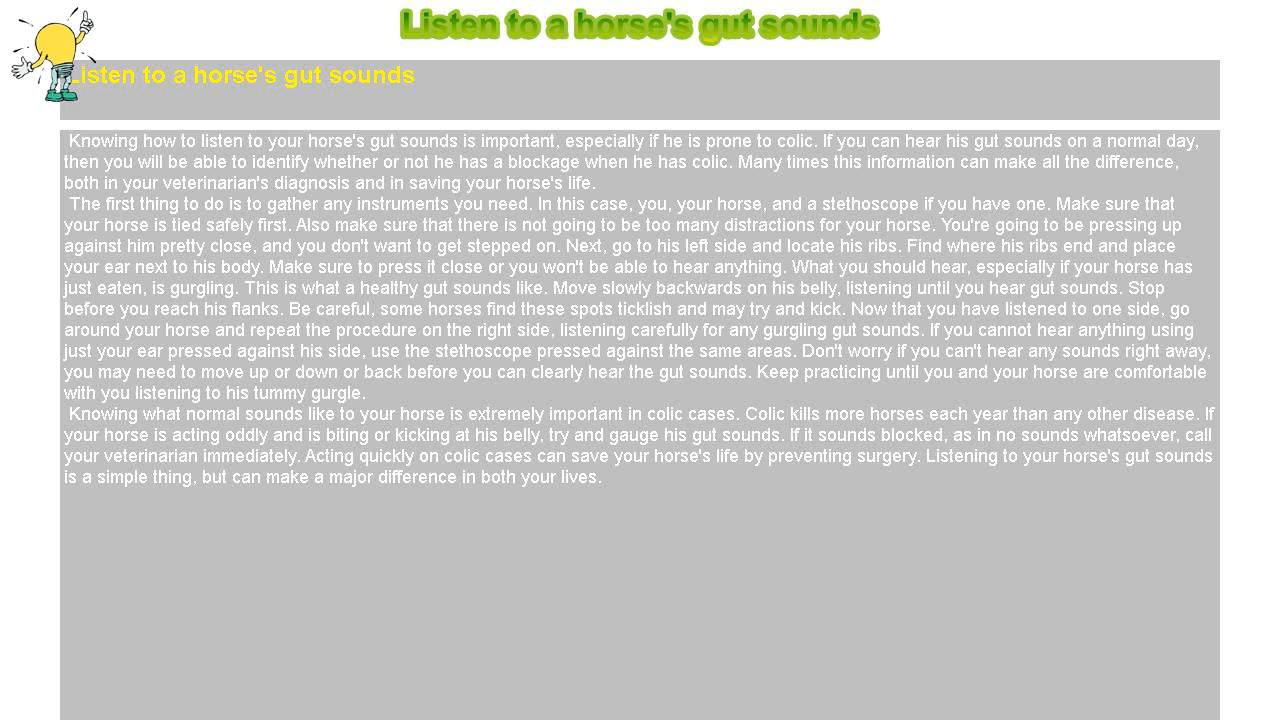 Listen to a horse's gut sounds
Listen to a horse's gut sounds
Knowing how to listen to your horse's gut sounds is important, especially if he is prone to colic. If you can hear his gut sounds on a normal day,
then you will be able to identify whether or not he has a blockage when he has colic. Many times this information can make all the difference,
both in your veterinarian's diagnosis and in saving your horse's life.
The first thing to do is to gather any instruments you need. In this case, you, your horse, and a stethoscope if you have one. Make sure that
your horse is tied safely first. Also make sure that there is not going to be too many distractions for your horse. You're going to be pressing up
against him pretty close, and you don't want to get stepped on. Next, go to his left side and locate his ribs. Find where his ribs end and place
your ear next to his body. Make sure to press it close or you won't be able to hear anything. What you should hear, especially if your horse has
just eaten, is gurgling. This is what a healthy gut sounds like. Move slowly backwards on his belly, listening until you hear gut sounds. Stop
before you reach his flanks. Be careful, some horses find these spots ticklish and may try and kick. Now that you have listened to one side, go
around your horse and repeat the procedure on the right side, listening carefully for any gurgling gut sounds. If you cannot hear anything using
just your ear pressed against his side, use the stethoscope pressed against the same areas. Don't worry if you can't hear any sounds right away,
you may need to move up or down or back before you can clearly hear the gut sounds. Keep practicing until you and your horse are comfortable
with you listening to his tummy gurgle.
Knowing what normal sounds like to your horse is extremely important in colic cases. Colic kills more horses each year than any other disease. If
your horse is acting oddly and is biting or kicking at his belly, try and gauge his gut sounds. If it sounds blocked, as in no sounds whatsoever, call
your veterinarian immediately. Acting quickly on colic cases can save your horse's life by preventing surgery. Listening to your horse's gut sounds
is a simple thing, but can make a major difference in both your lives.